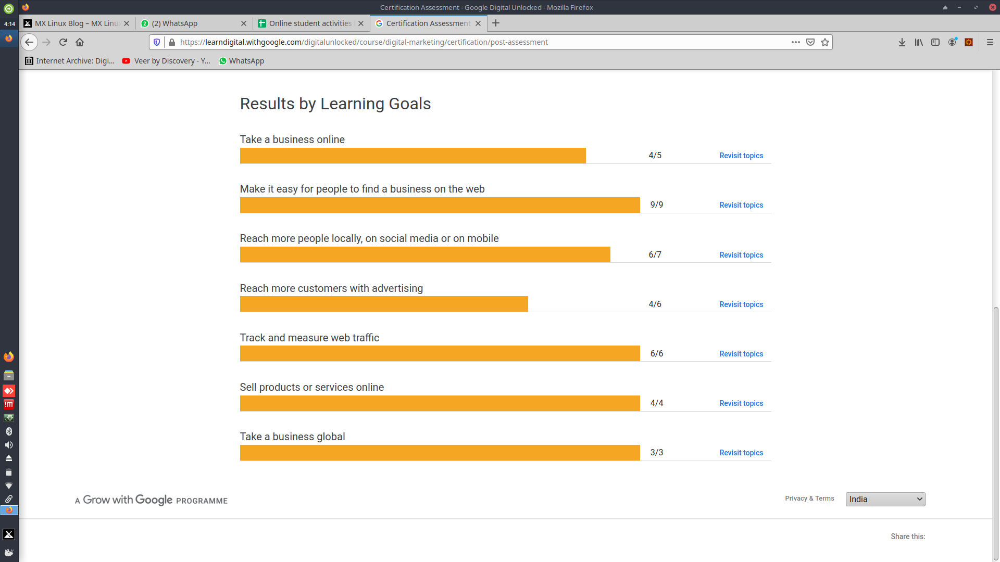 Certification Assessment - Google Digital Unlocked - Mozilla Firefox
4:14
MX Linux Blog – MX Linu
2 (2) WhatsApp
Online student activities
Certification Assessment
https://learndigital.withgoogle.com/digitalunlocked/course/digital-marketing/certification/post-assessment
Internet Archive: Digi...
Veer by Discovery - Y...
WhatsApp
Results by Learning Goals
Take a business online
4/5 Revisit topics
Make it easy for people to find a business on the web
9/9 Revisit topics
Reach more people locally, on social media or on mobile
6/7 Revisit topics
Reach more customers with advertising
4/6 Revisit topics
Track and measure web traffic
6/6 Revisit topics
Sell products or services online
4/4 Revisit topics
!M
Take a business global
3/3 Revisit topics
A Grow with Google PROGRAMME
Privacy & Terms
India
Share this: